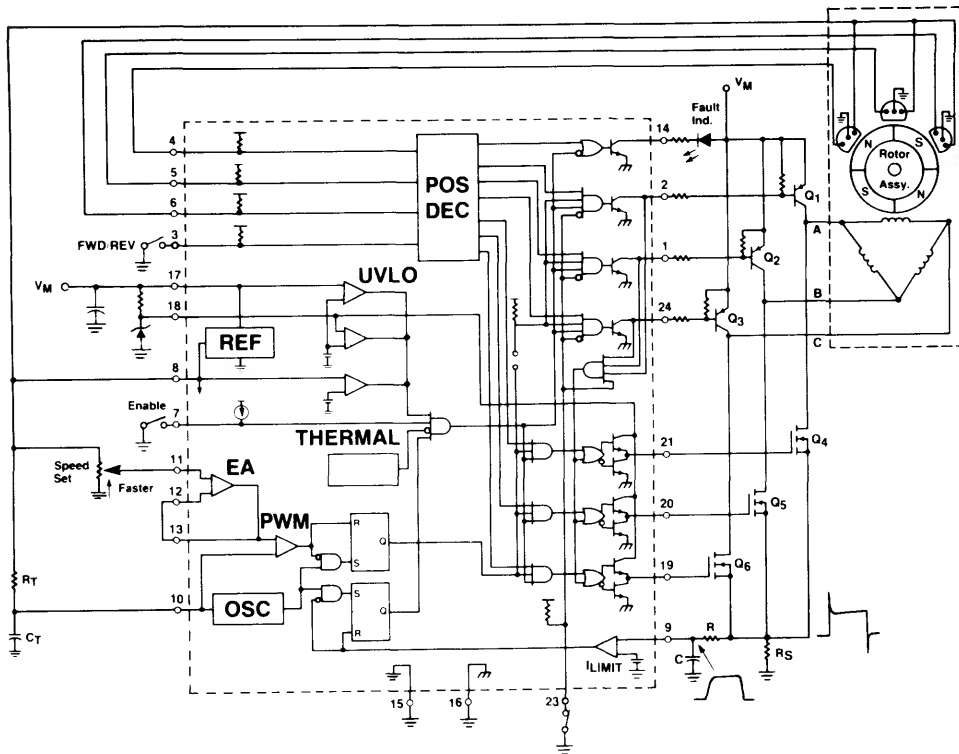 V_M
Fault
Ind.
14
4
5
6
3
FWD/REV
POS
DEC
2
1
24
Q1
Q2
Q3
N
S
S
N
Rotor
Assy.
A
B
C
V_M
17
18
UVLO
REF
8
Enable
7
THERMAL
Speed
Set
Faster
11
12
13
EA
PWM
R
S
Q
S
R
Q
OSC
10
R_T
C_T
21
20
19
Q4
Q5
Q6
9
R
C
R_S
I_LIMIT
15
16
23